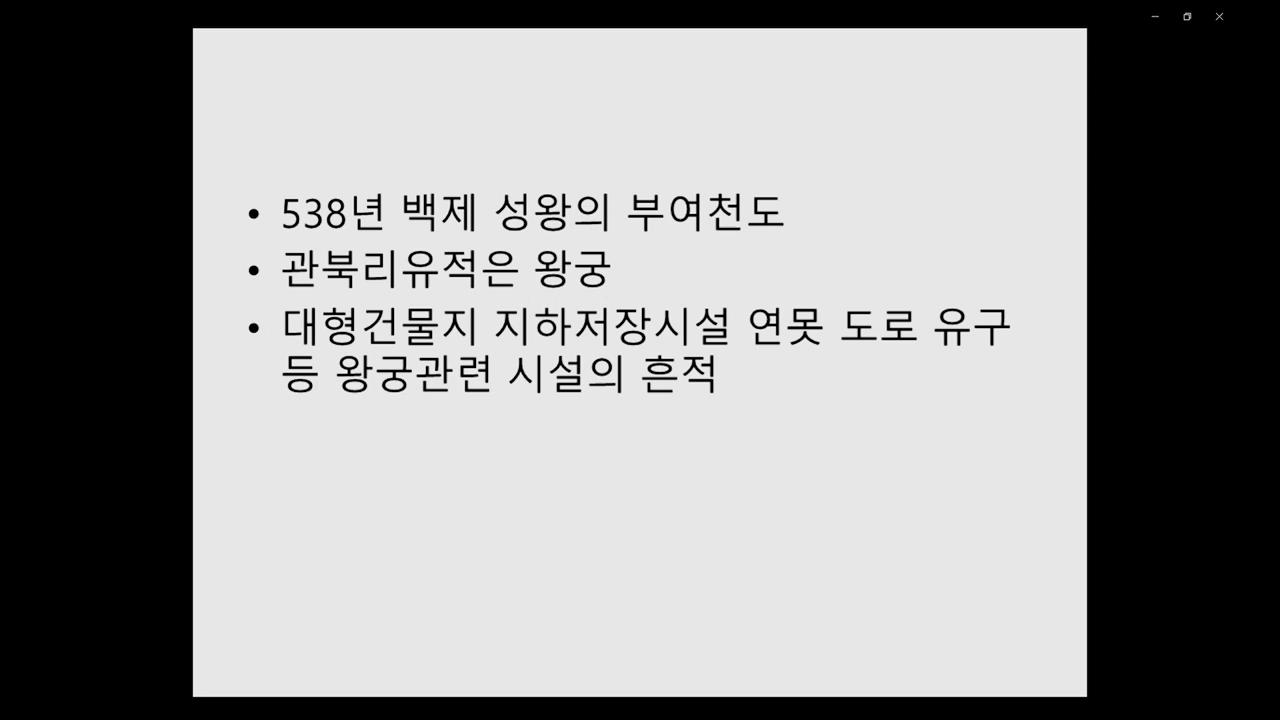 • 538년 백제 성왕의 부여천도
• 관북리유적은 왕궁
• 대형건물지 지하저장시설 연못 도로 유구
등 왕궁관련 시설의 흔적